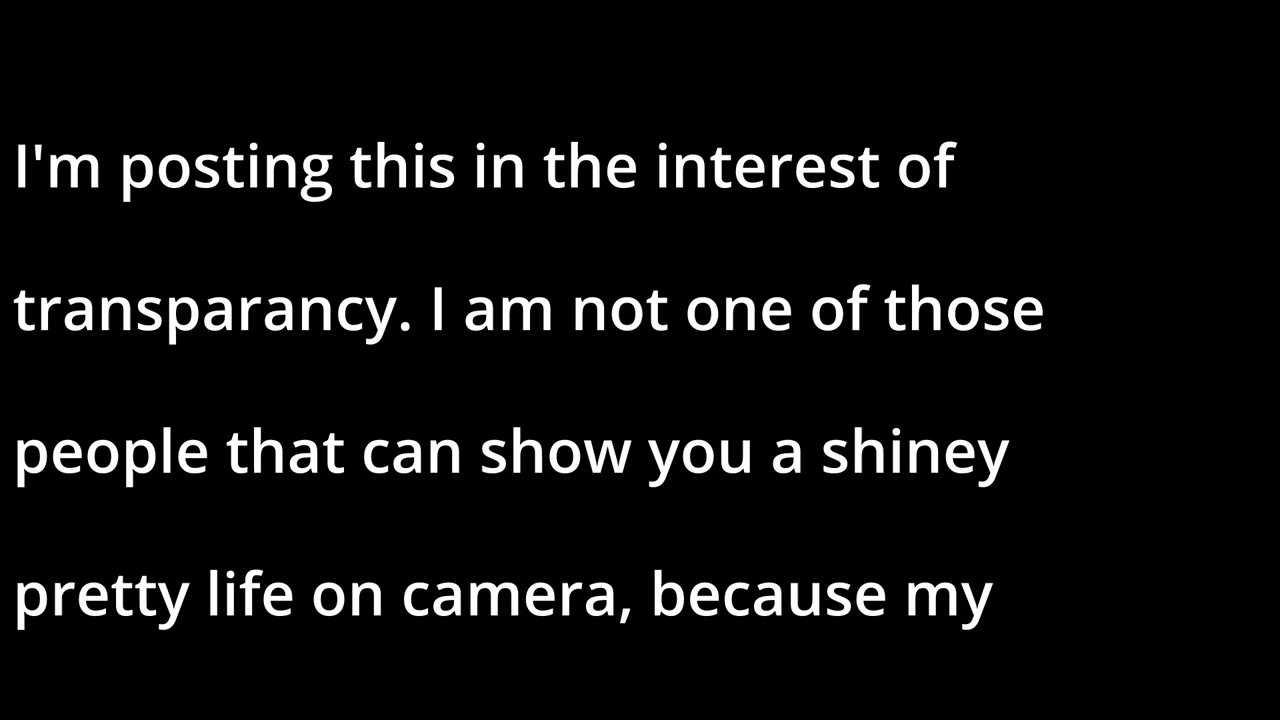 I'm posting this in the interest of
transparancy. I am not one of those
people that can show you a shiney
pretty life on camera, because my